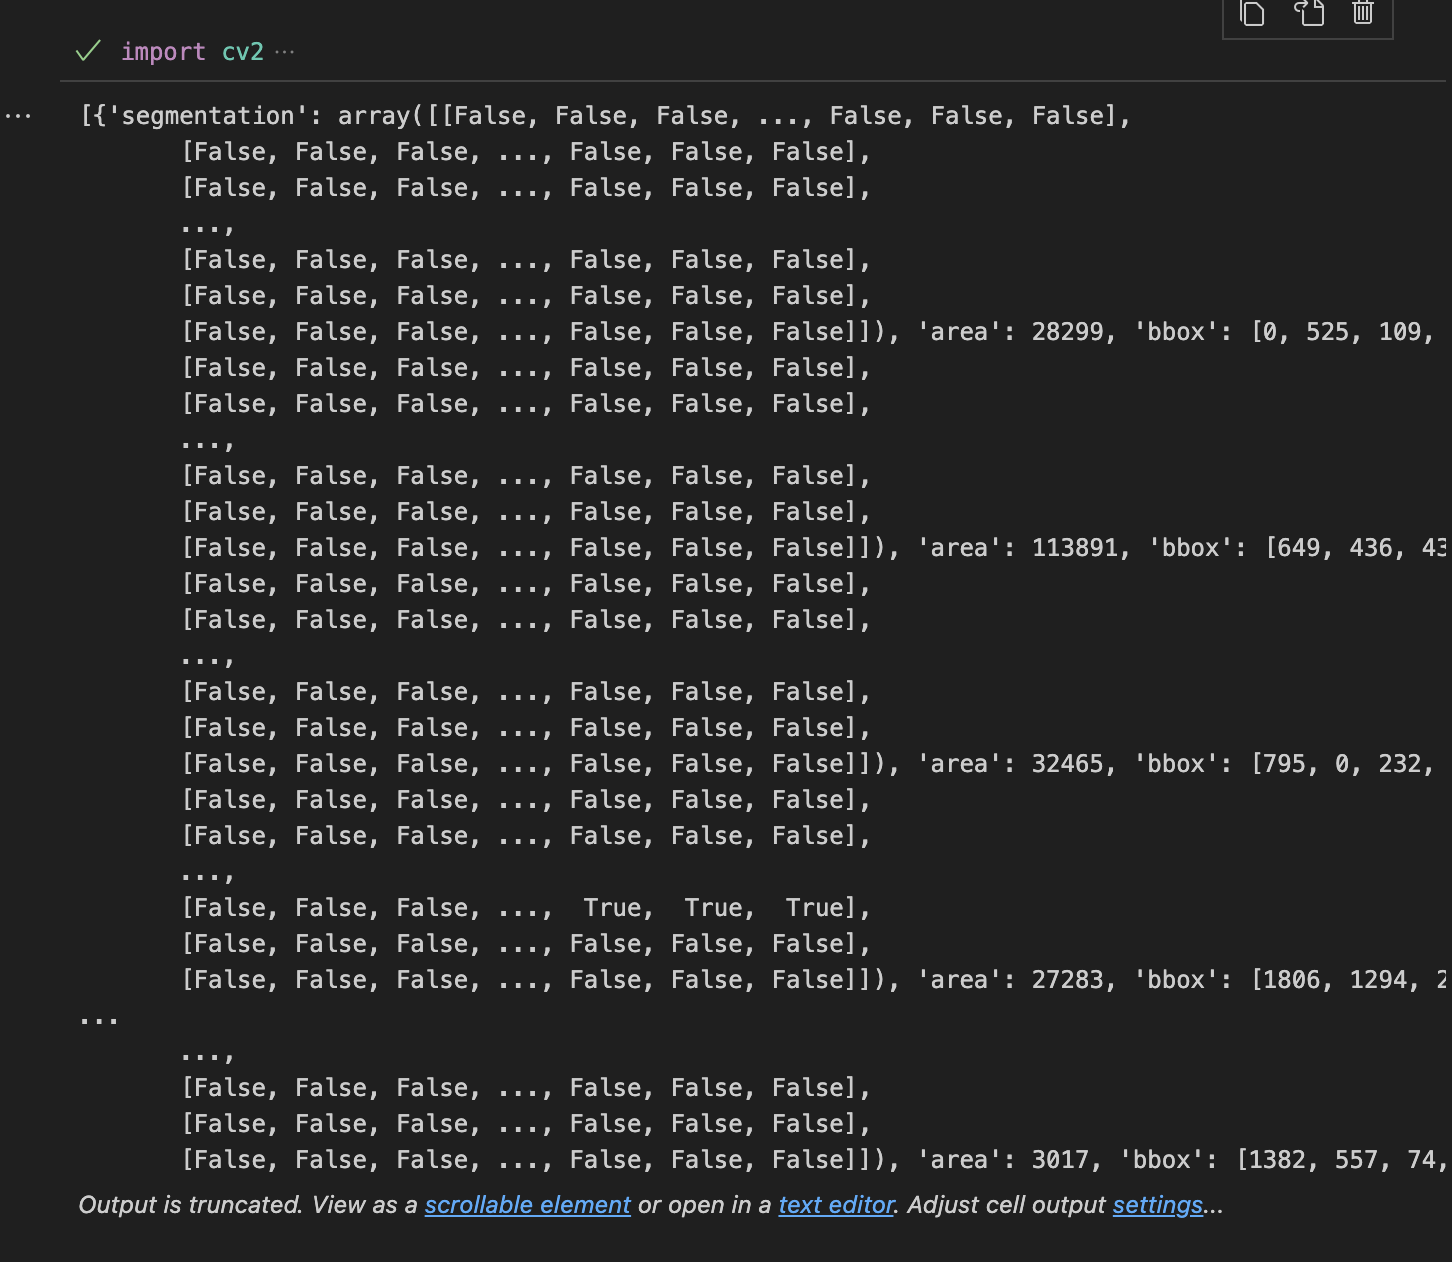 import cv2 ···
[{'segmentation': array([[False, False, False, ..., False, False, False],
[False, False, False, ..., False, False, False],
[False, False, False, ..., False, False, False],
...,
[False, False, False, ..., False, False, False],
[False, False, False, ..., False, False, False],
[False, False, False, ..., False, False, False]]), 'area': 28299, 'bbox': [0, 525, 109,
[False, False, False, ..., False, False, False],
[False, False, False, ..., False, False, False],
...,
[False, False, False, ..., False, False, False],
[False, False, False, ..., False, False, False],
[False, False, False, ..., False, False, False]]), 'area': 113891, 'bbox': [649, 436, 43
[False, False, False, ..., False, False, False],
[False, False, False, ..., False, False, False],
...,
[False, False, False, ..., False, False, False],
[False, False, False, ..., False, False, False],
[False, False, False, ..., False, False, False]]), 'area': 32465, 'bbox': [795, 0, 232,
[False, False, False, ..., False, False, False],
[False, False, False, ..., False, False, False],
...,
[False, False, False, ...,  True,  True,  True],
[False, False, False, ..., False, False, False],
[False, False, False, ..., False, False, False]]), 'area': 27283, 'bbox': [1806, 1294, 2
...
...,
[False, False, False, ..., False, False, False],
[False, False, False, ..., False, False, False],
[False, False, False, ..., False, False, False]]), 'area': 3017, 'bbox': [1382, 557, 74,
Output is truncated. View as a scrollable element or open in a text editor. Adjust cell output settings...